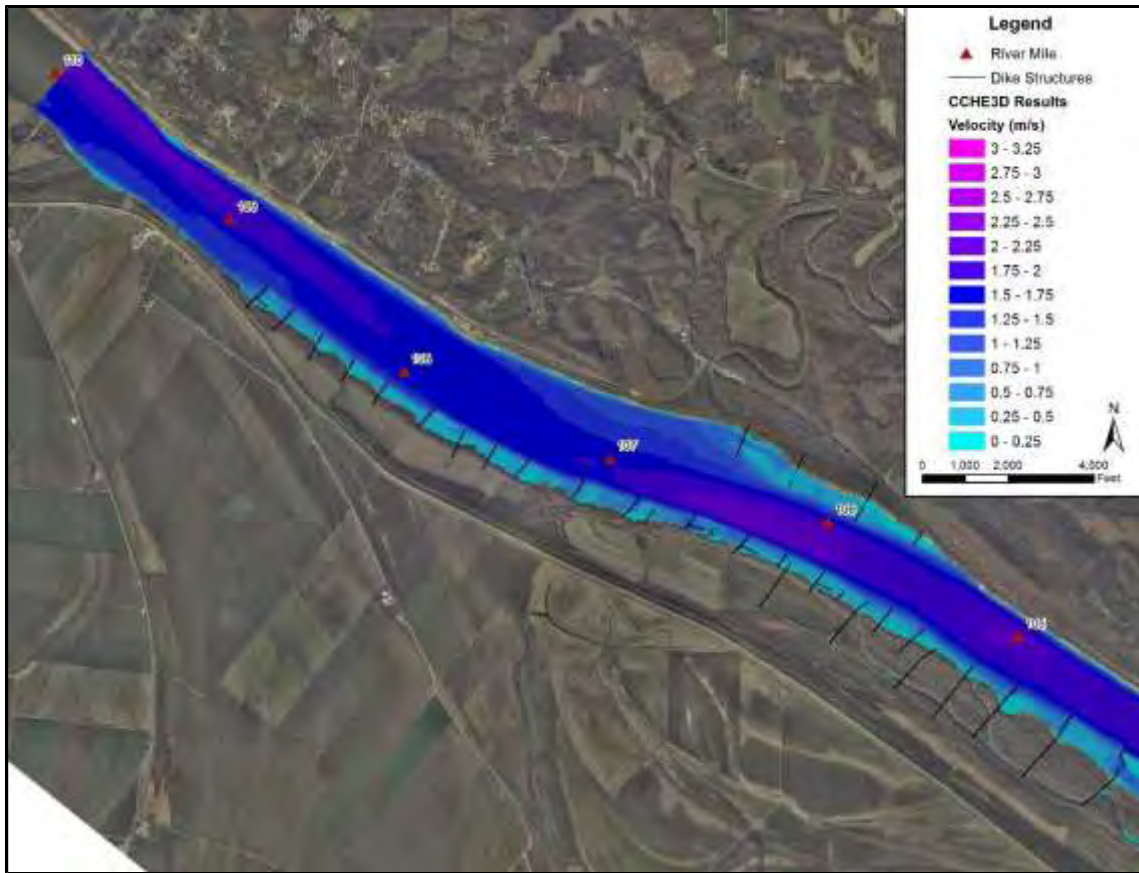 Legend
River Mile
Dike Structures
CCHE3D Results
Velocity (m/s)
3 - 3.25
2.75 - 3
2.5 - 2.75
2.25 - 2.5
2 - 2.25
1.75 - 2
1.5 - 1.75
1.25 - 1.5
1 - 1.25
0.75 - 1
0.5 - 0.75
0.25 - 0.5
0 - 0.25
N
0 1,000 2,000 4,000
Feet
110
109
108
107
106
105